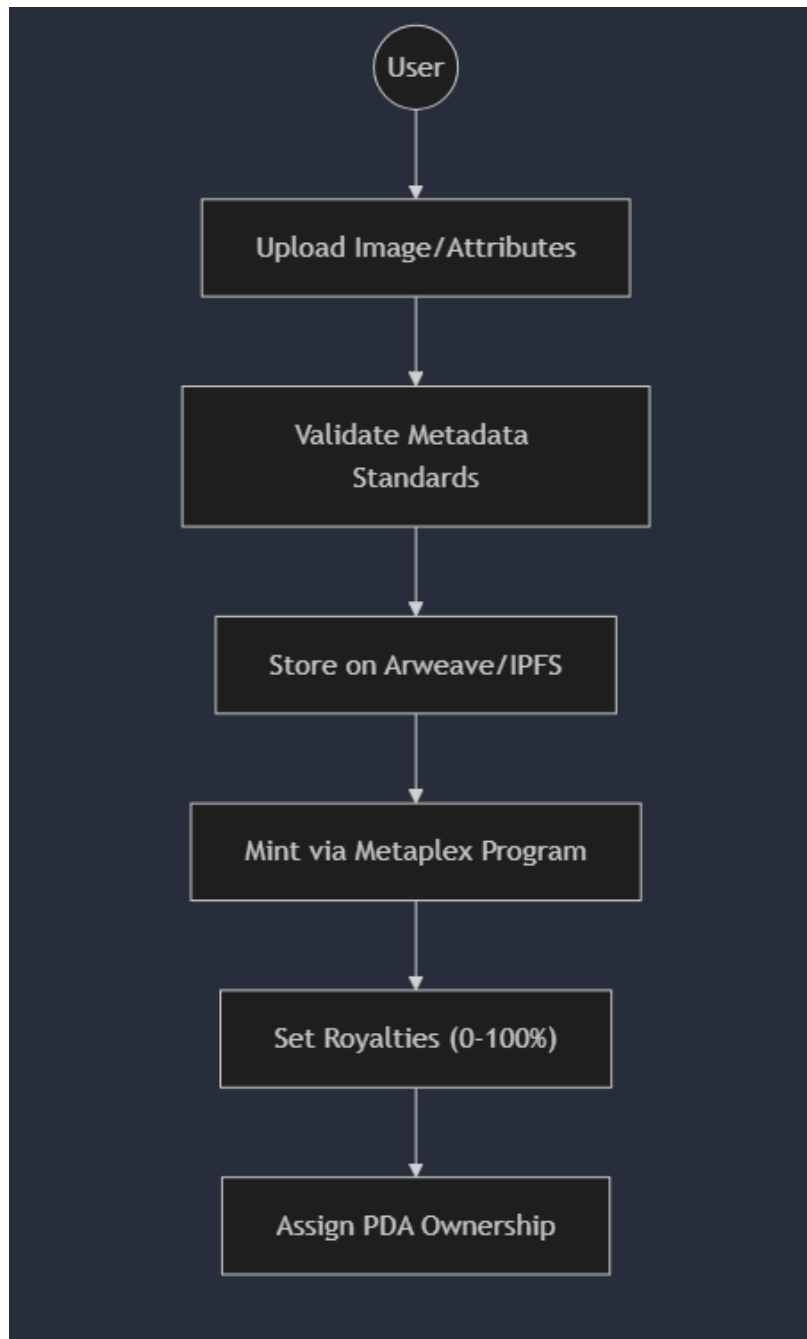 User
Upload Image/Attributes
Validate Metadata
Standards
Store on Arweave/IPFS
Mint via Metaplex Program
Set Royalties (0-100%)
Assign PDA Ownership